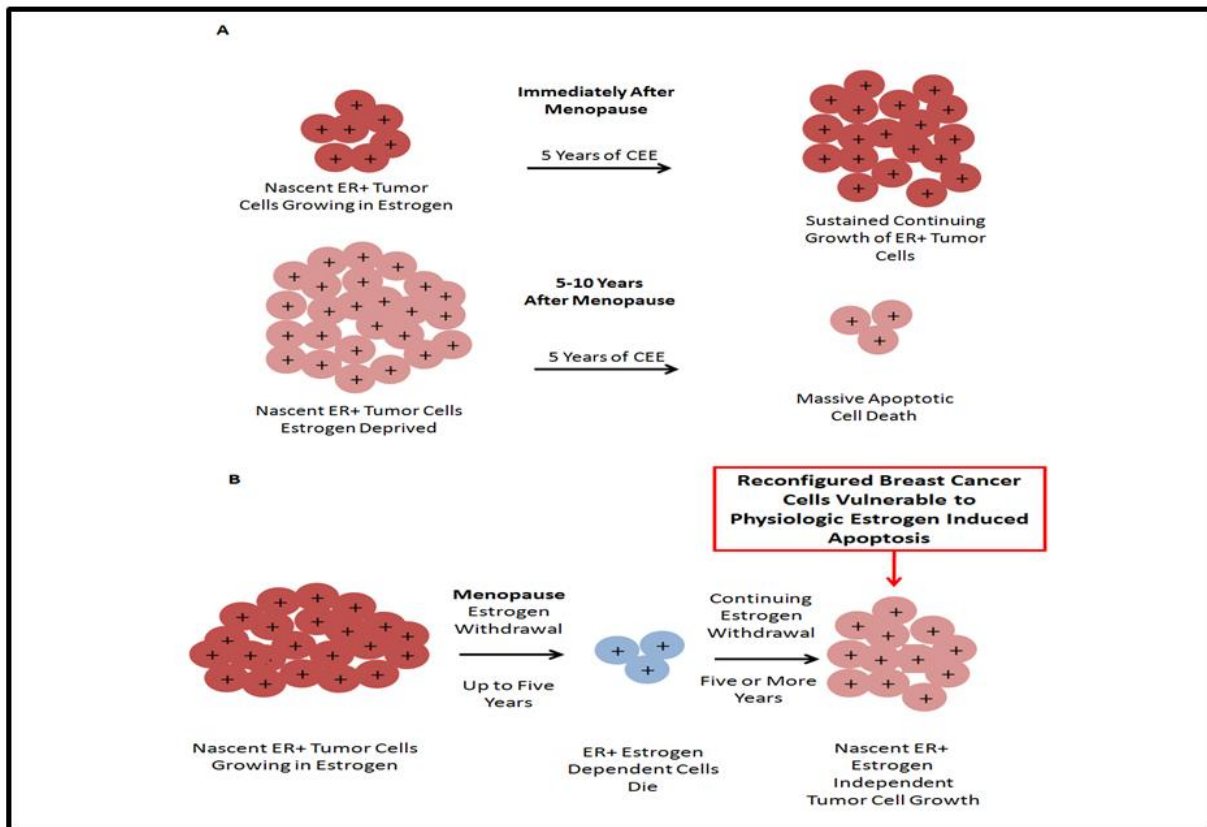 A
Immediately After
Menopause
5 Years of CEE
Nascent ER+ Tumor
Cells Growing in Estrogen
Sustained Continuing
Growth of ER+ Tumor
Cells
5-10 Years
After Menopause
5 Years of CEE
Nascent ER+ Tumor Cells
Estrogen Deprived
Massive Apoptotic
Cell Death
B
Reconfigured Breast Cancer
Cells Vulnerable to
Physiologic Estrogen Induced
Apoptosis
Menopause
Estrogen
Withdrawal
Up to Five
Years
Continuing
Estrogen
Withdrawal
Five or More
Years
Nascent ER+ Tumor Cells
Growing in Estrogen
ER+ Estrogen
Dependent Cells
Die
Nascent ER+
Estrogen
Independent
Tumor Cell Growth